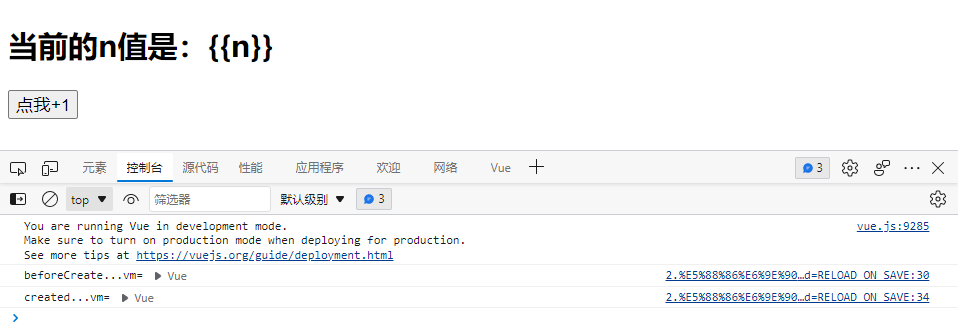 当前的n值是：{{n}}
点我+1
元素 控制台 源代码 性能 应用程序 欢迎 网络 Vue 3
top 筛选器 默认级别 3
You are running Vue in development mode. vue.js:9285
Make sure to turn on production mode when deploying for production.
See more tips at https://vuejs.org/guide/deployment.html
beforeCreate...vm= ▶ Vue 2.%E5%88%86%E6%9E%90…d=RELOAD_ON_SAVE:30
created...vm= ▶ Vue 2.%E5%88%86%E6%9E%90…d=RELOAD_ON_SAVE:34